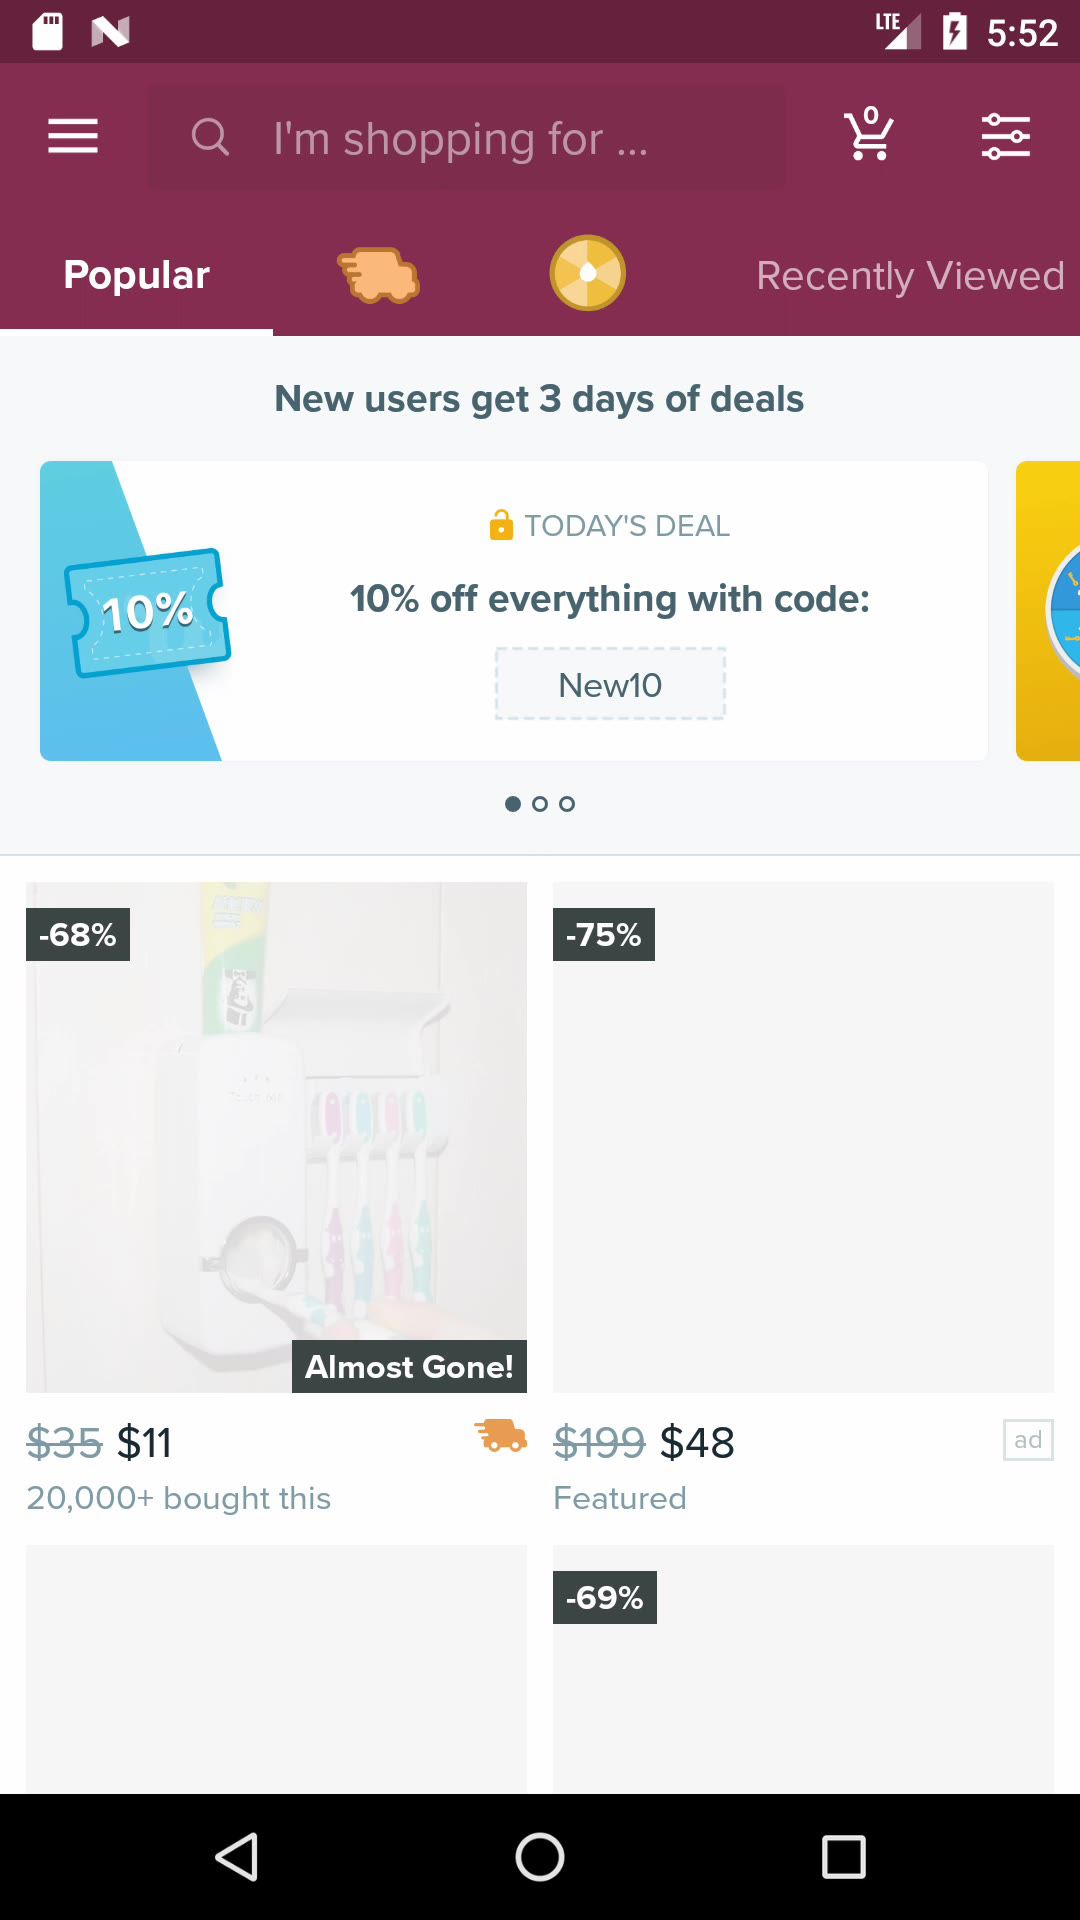 LTE 5:52
I'm shopping for ...
0
Popular
Recently Viewed
New users get 3 days of deals
10%
TODAY'S DEAL
10% off everything with code:
New10
-68%
-75%
Touch Me
Almost Gone!
$35 $11
$199 $48
ad
20,000+ bought this
Featured
-69%